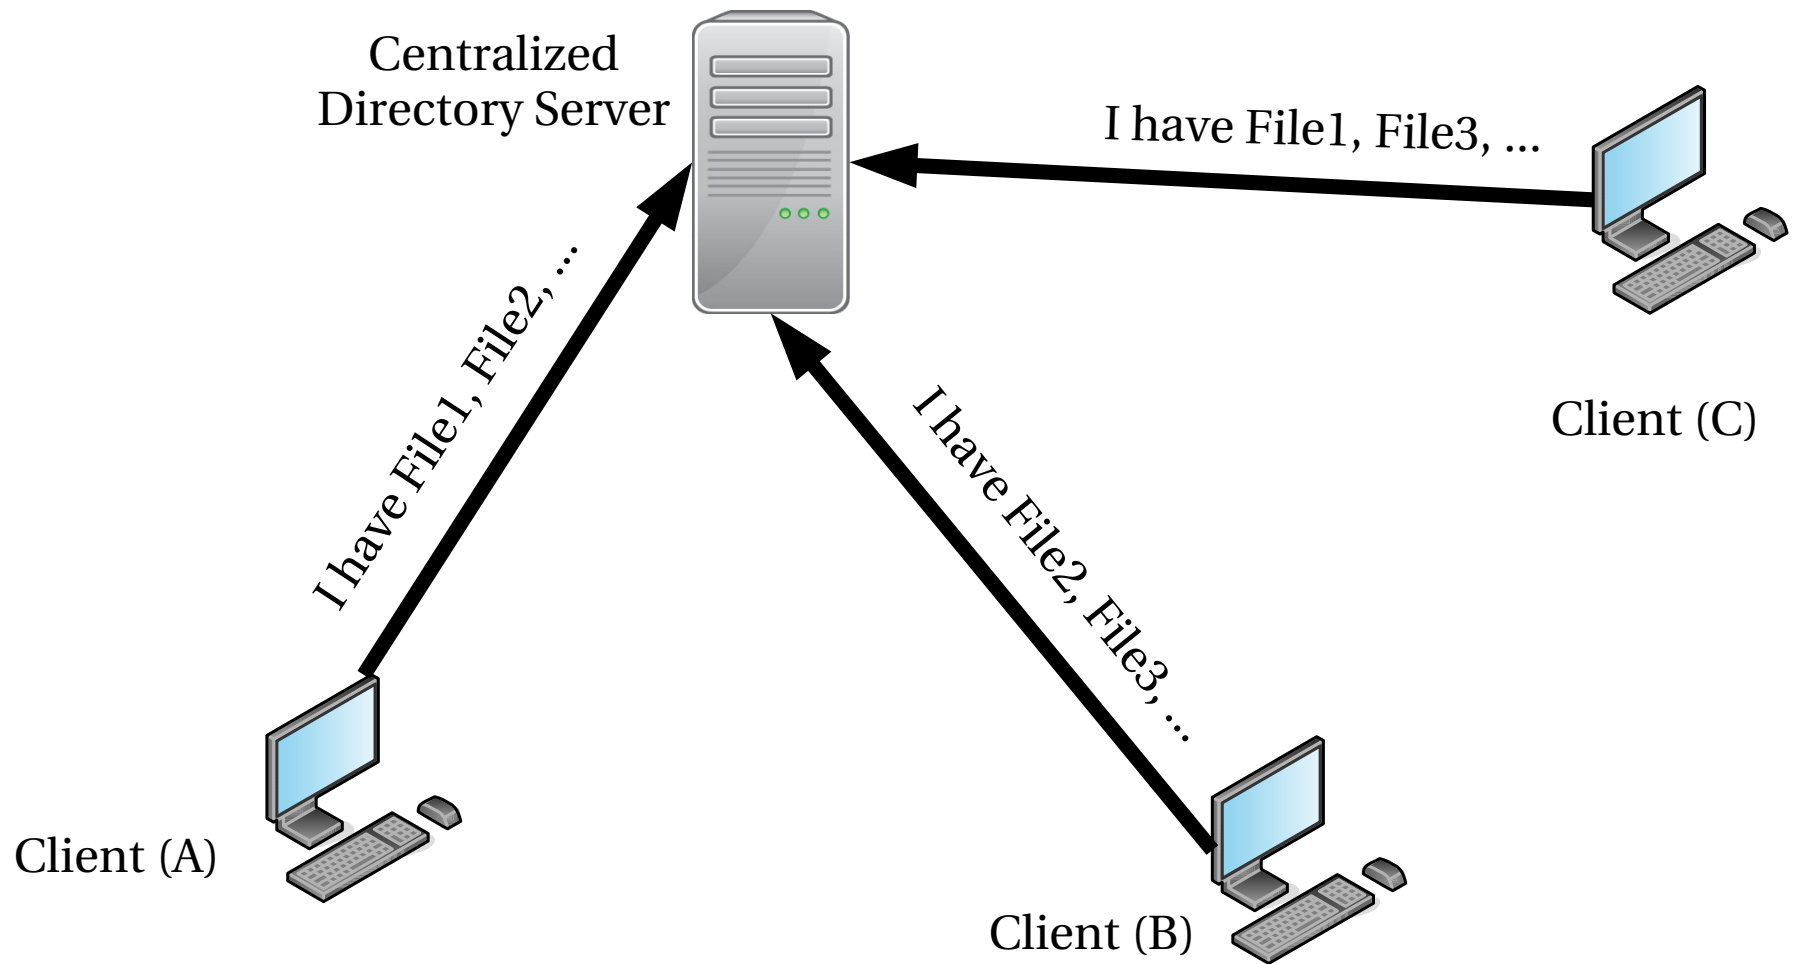 Centralized
Directory Server
I have File1, File3, ...
I have File1, File2, ...
I have File2, File3, ...
Client (C)
Client (A)
Client (B)